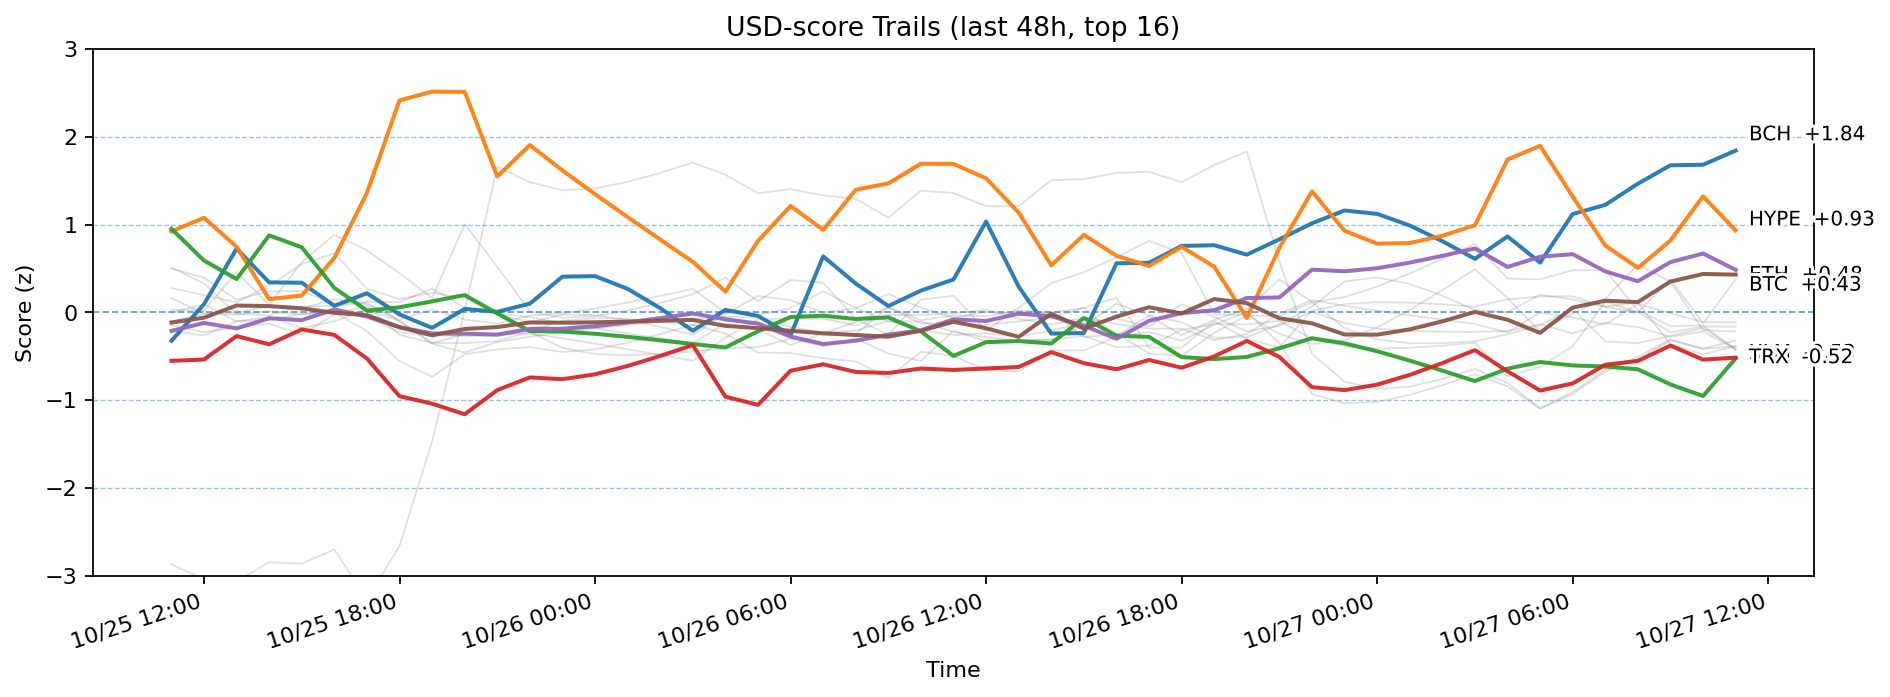 USD-score Trails (last 48h, top 16)
Score (z)
3
2
1
0
−1
−2
−3
BCH +1.84
HYPE +0.93
ETH +0.48
BTC +0.43
TRX -0.52
10/25 12:00
10/25 18:00
10/26 00:00
10/26 06:00
10/26 12:00
10/26 18:00
10/27 00:00
10/27 06:00
10/27 12:00
Time